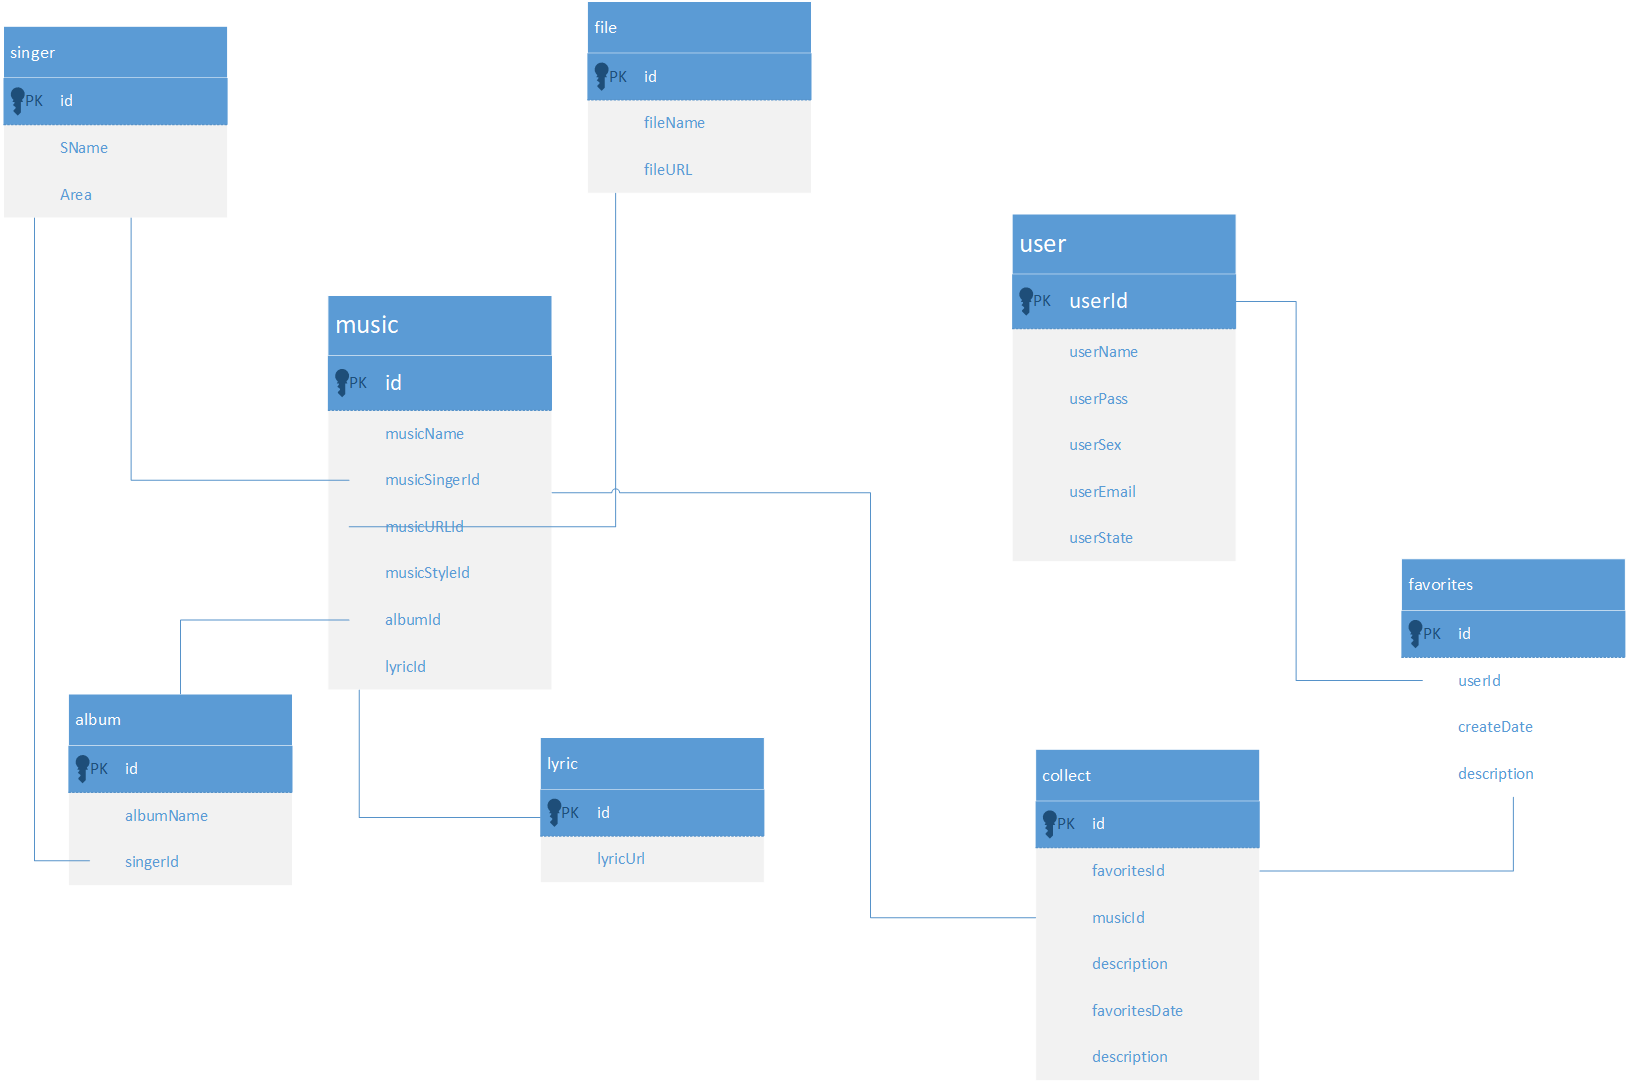 singer
PK id
SName
Area
file
PK id
fileName
fileURL
music
PK id
musicName
musicSingerId
musicURLId
musicStyleId
albumId
lyricId
user
PK userId
userName
userPass
userSex
userEmail
userState
favorites
PK id
userId
createDate
description
album
PK id
albumName
singerId
lyric
PK id
lyricUrl
collect
PK id
favoritesId
musicId
description
favoritesDate
description